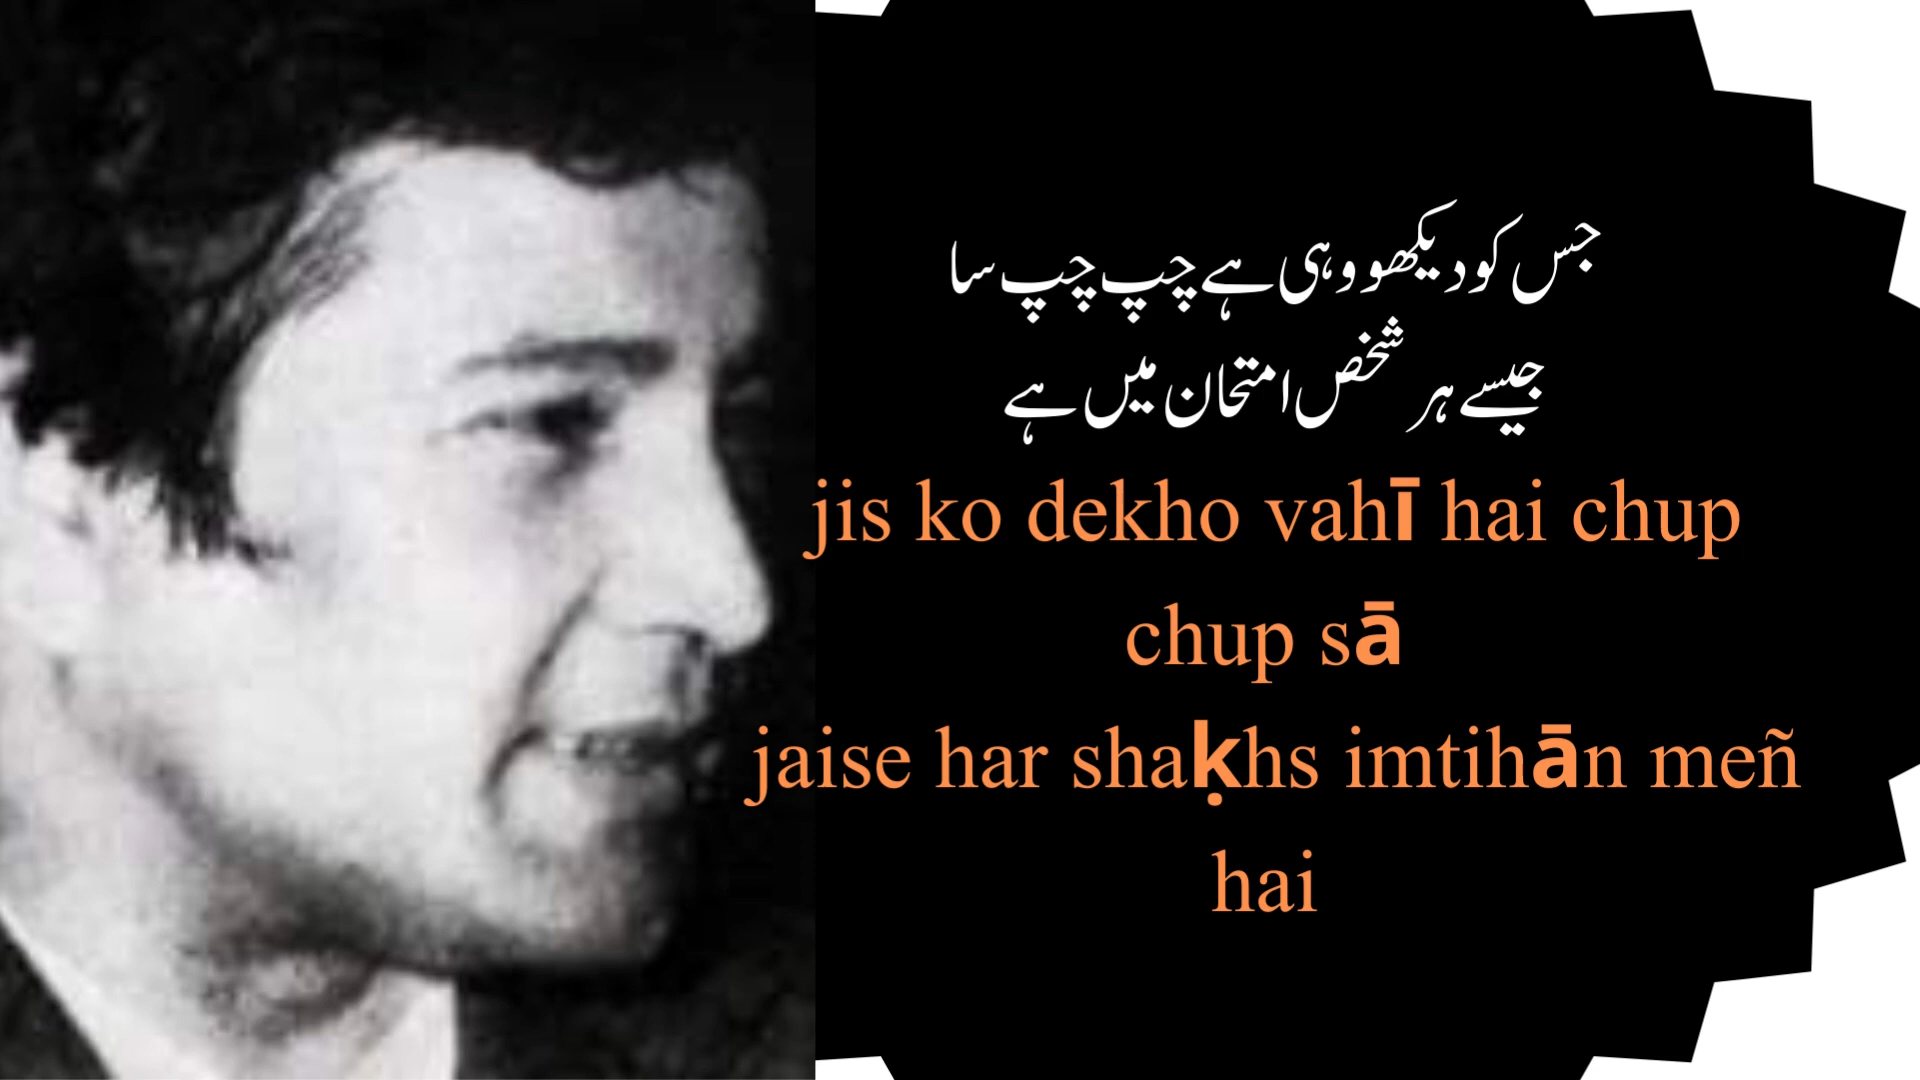 جس کو دیکھو وہی ہے چپ چپ سا
جیسے ہر شخص امتحان میں ہے
jis ko dekho vahī hai chup
chup sā
jaise har shaḳhs imtihān meñ
hai